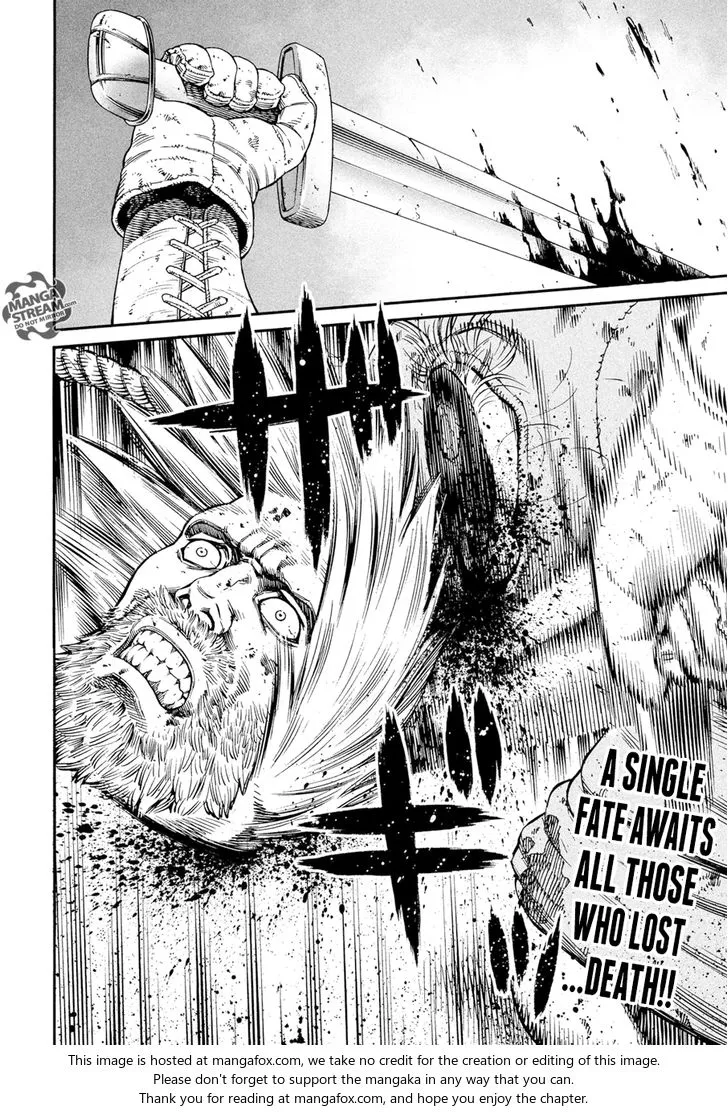 MANGA
STREAM.com
DO NOT MIRROR
A SINGLE
FATE AWAITS
ALL THOSE
WHO LOST
...DEATH!!
This image is hosted at mangafox.com, we take no credit for the creation or editing of this image.
Please don't forget to support the mangaka in any way that you can.
Thank you for reading at mangafox.com, and hope you enjoy the chapter.